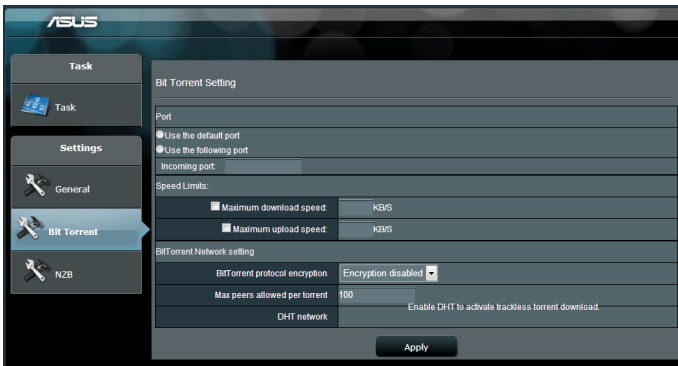 ASUS
Task
Task
Settings
General
Bit Torrent
NZB
Bit Torrent Setting
Port
Use the default port
Use the following port
Incoming port:
Speed Limits:
Maximum download speed: KB/S
Maximum upload speed: KB/S
BitTorrent Network setting
BitTorrent protocol encryption Encryption disabled
Max peers allowed per torrent 100
DHT network Enable DHT to activate trackless torrent download.
Apply